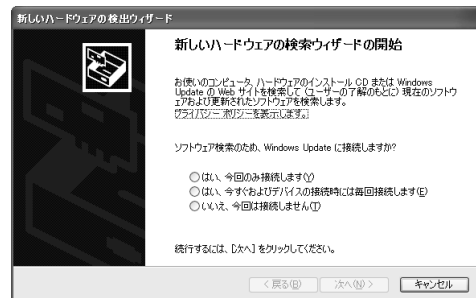 新しいハードウェアの検出ウィザード
新しいハードウェアの検索ウィザードの開始
お使いのコンピュータ、ハードウェアのインストール CD または Windows
Update の Web サイトを検索して (ユーザーの了解のもとに) 現在のソフトウ
ェアおよび更新されたソフトウェアを検索します。
プライバシー ポリシーを表示します。
ソフトウェア検索のため、Windows Update に接続しますか?
はい、今回のみ接続します(Y)
はい、今すぐおよびデバイスの接続時には毎回接続します(E)
いいえ、今回は接続しません(T)
続行するには、[次へ] をクリックしてください。
< 戻る(B) 次へ(N) > キャンセル